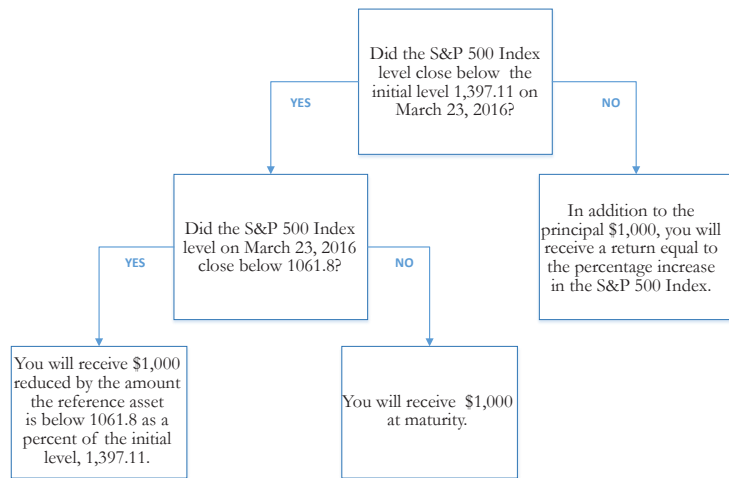 Did the S&P 500 Index
level close below the
initial level 1,397.11 on
March 23, 2016?
YES
NO
Did the S&P 500 Index
level on March 23, 2016
close below 1061.8?
In addition to the
principal $1,000, you will
receive a return equal to
the percentage increase
in the S&P 500 Index.
YES
NO
You will receive $1,000
reduced by the amount
the reference asset
is below 1061.8 as a
percent of the initial
level, 1,397.11.
You will receive $1,000
at maturity.